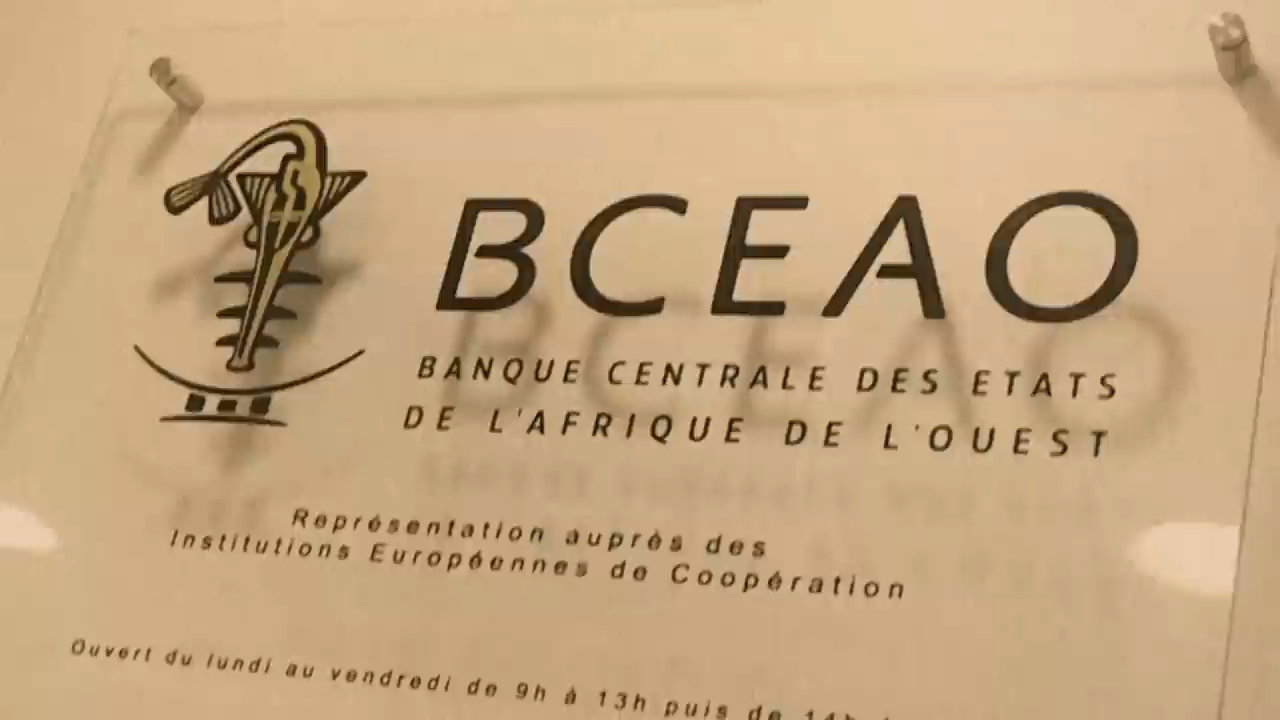 BCEAO
BANQUE CENTRALE DES ETATS
DE L'AFRIQUE DE L'OUEST
Représentation auprès des
Institutions Européennes de Coopération
Ouvert du lundi au vendredi de 9h à 13h puis de 14h